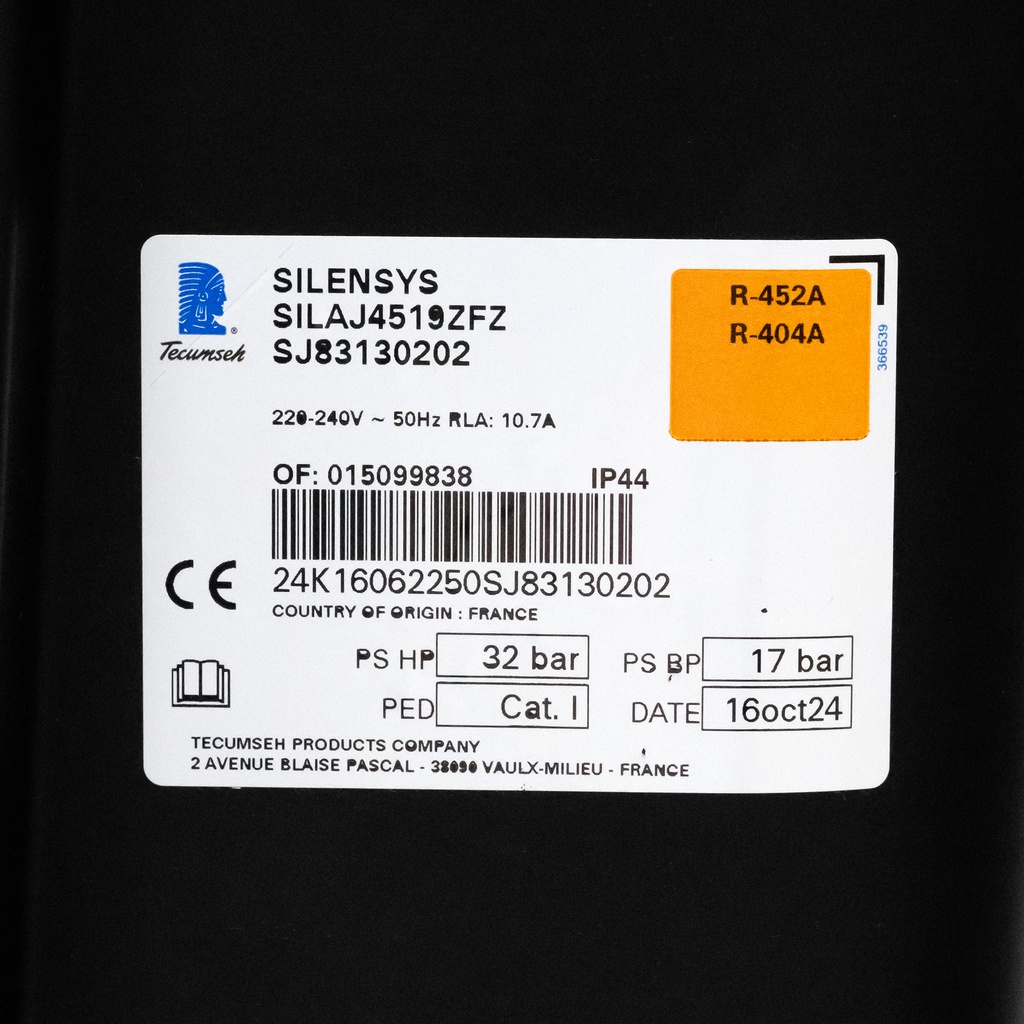 Tecumseh
SILENSYS
SILAJ4519ZFZ
SJ83130202
R-452A
R-404A
366539
220-240V ~ 50Hz RLA: 10.7A
OF: 015099838 IP44
24K16062250SJ83130202
COUNTRY OF ORIGIN : FRANCE
CE
PS HP 32 bar PS BP 17 bar
PED Cat. I DATE 16oct24
TECUMSEH PRODUCTS COMPANY
2 AVENUE BLAISE PASCAL - 38090 VAULX-MILIEU - FRANCE